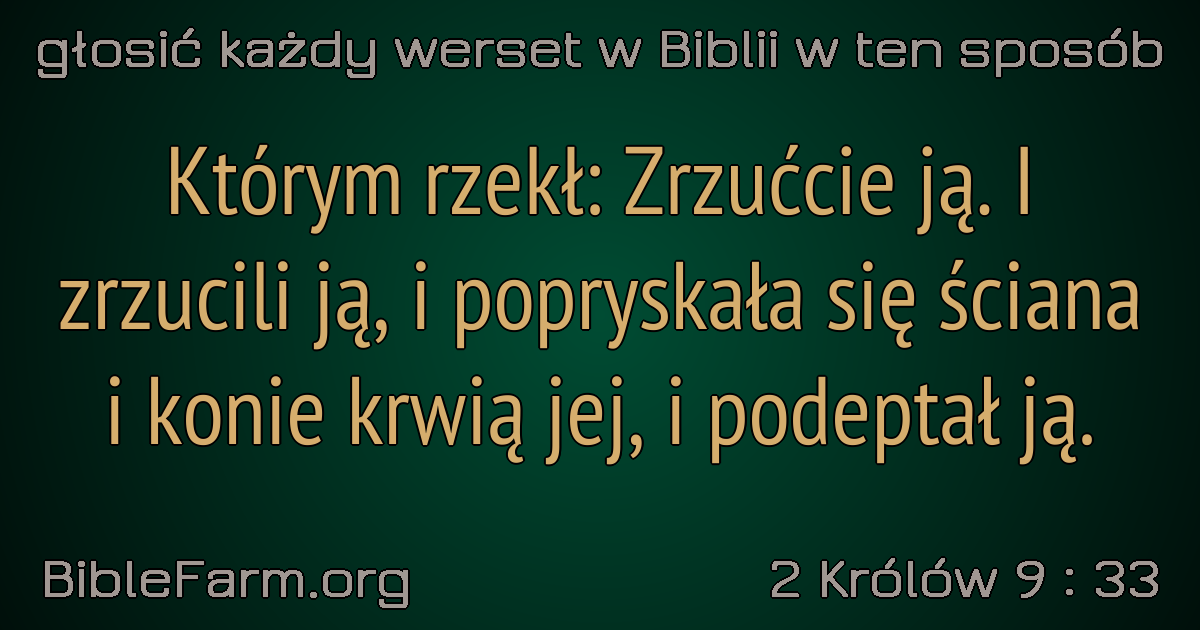 głosić każdy werset w Biblii w ten sposób
Którym rzekł: Zrzućcie ją. I
zrzucili ją, i popryskała się ściana
i konie krwią jej, i podeptał ją.
BibleFarm.org
2 Królów 9 : 33